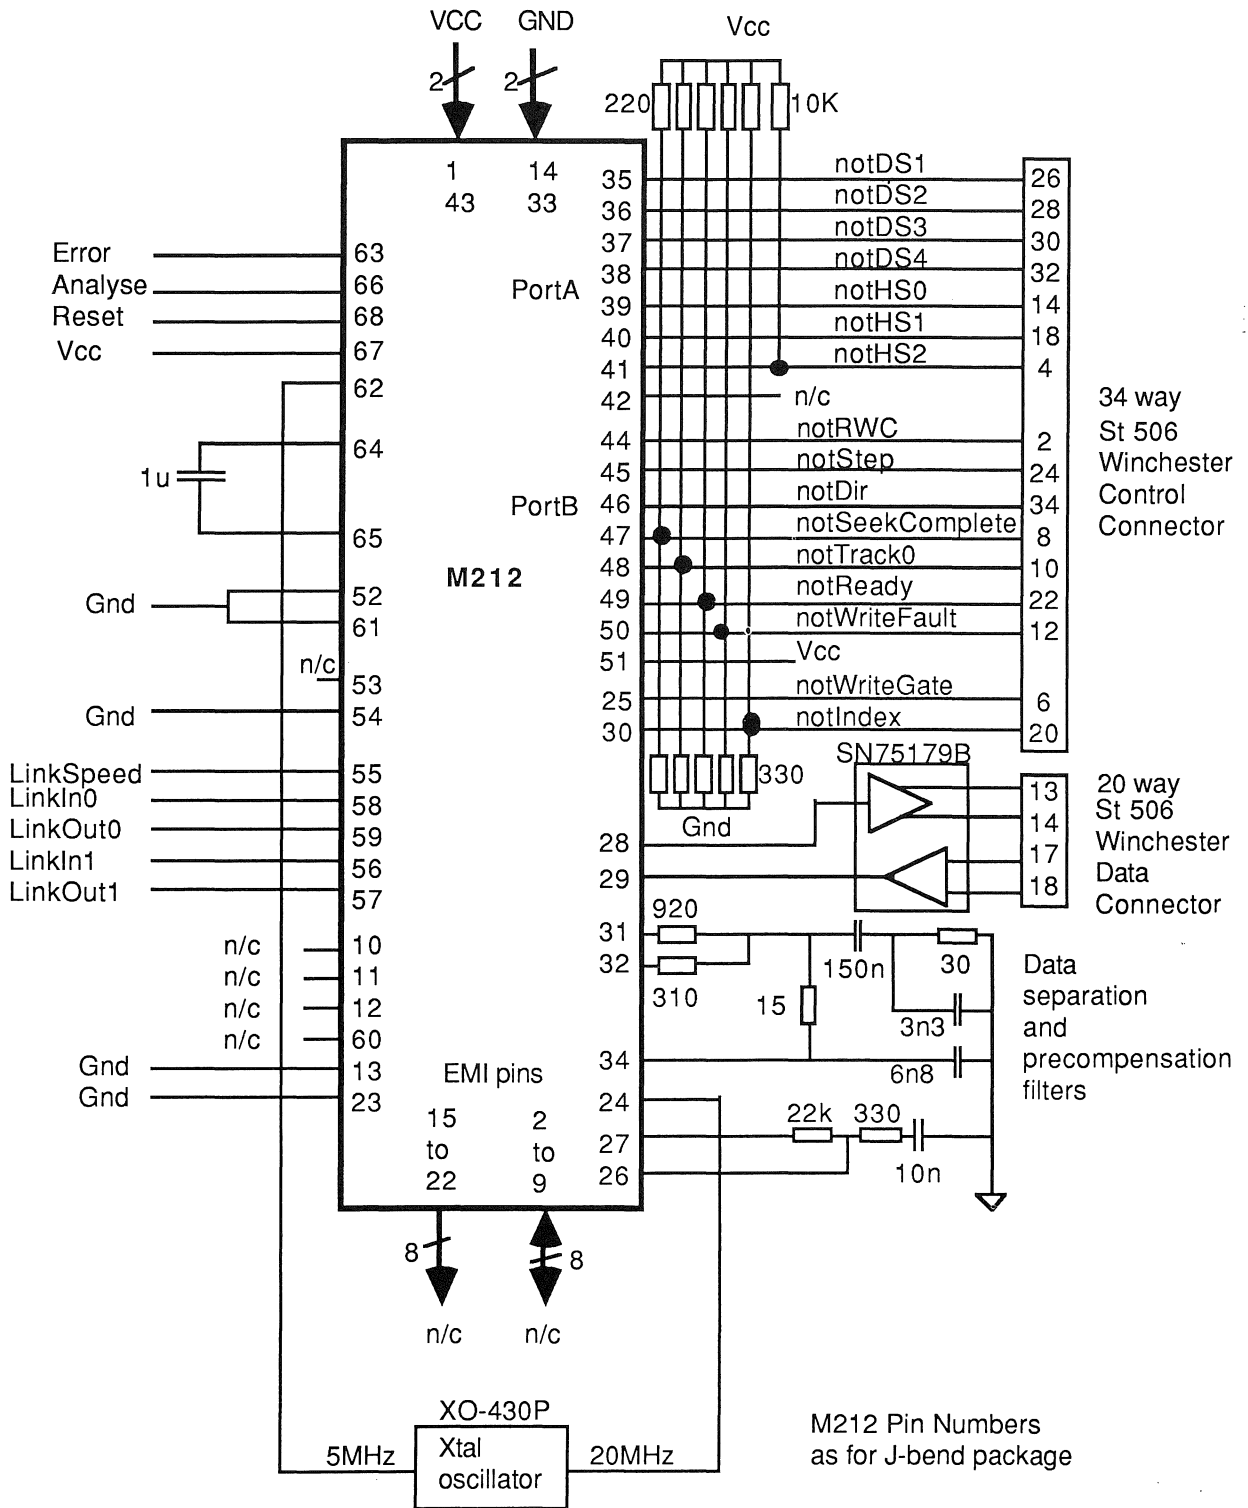 VCC GND Vcc
2 2
220 10K
1 14
43 33
Error 63
Analyse 66
Reset 68
Vcc 67
62
64
1u
65
Gnd 52
61
n/c
53
Gnd 54
LinkSpeed 55
LinkIn0 58
LinkOut0 59
LinkIn1 56
LinkOut1 57
n/c 10
n/c 11
n/c 12
n/c 60
Gnd 13
Gnd 23
PortA
PortB
M212
EMI pins
15 2
to to
22 9
8 8
n/c n/c
35 notDS1 26
36 notDS2 28
37 notDS3 30
38 notDS4 32
39 notHS0 14
40 notHS1 18
41 notHS2 4
42 n/c
44 notRWC 2
45 notStep 24
46 notDir 34
47 notSeekComplete 8
48 notTrack0 10
49 notReady 22
50 notWriteFault 12
51 Vcc
25 notWriteGate 6
30 notIndex 20
34 way
St 506
Winchester
Control
Connector
330
Gnd
SN75179B
28
29
13
14
17
18
20 way
St 506
Winchester
Data
Connector
31 920
32 310
150n 30
15
3n3
34 6n8
Data
separation
and
precompensation
filters
24
27 22k 330
26 10n
XO-430P
5MHz Xtal 20MHz
oscillator
M212 Pin Numbers
as for J-bend package